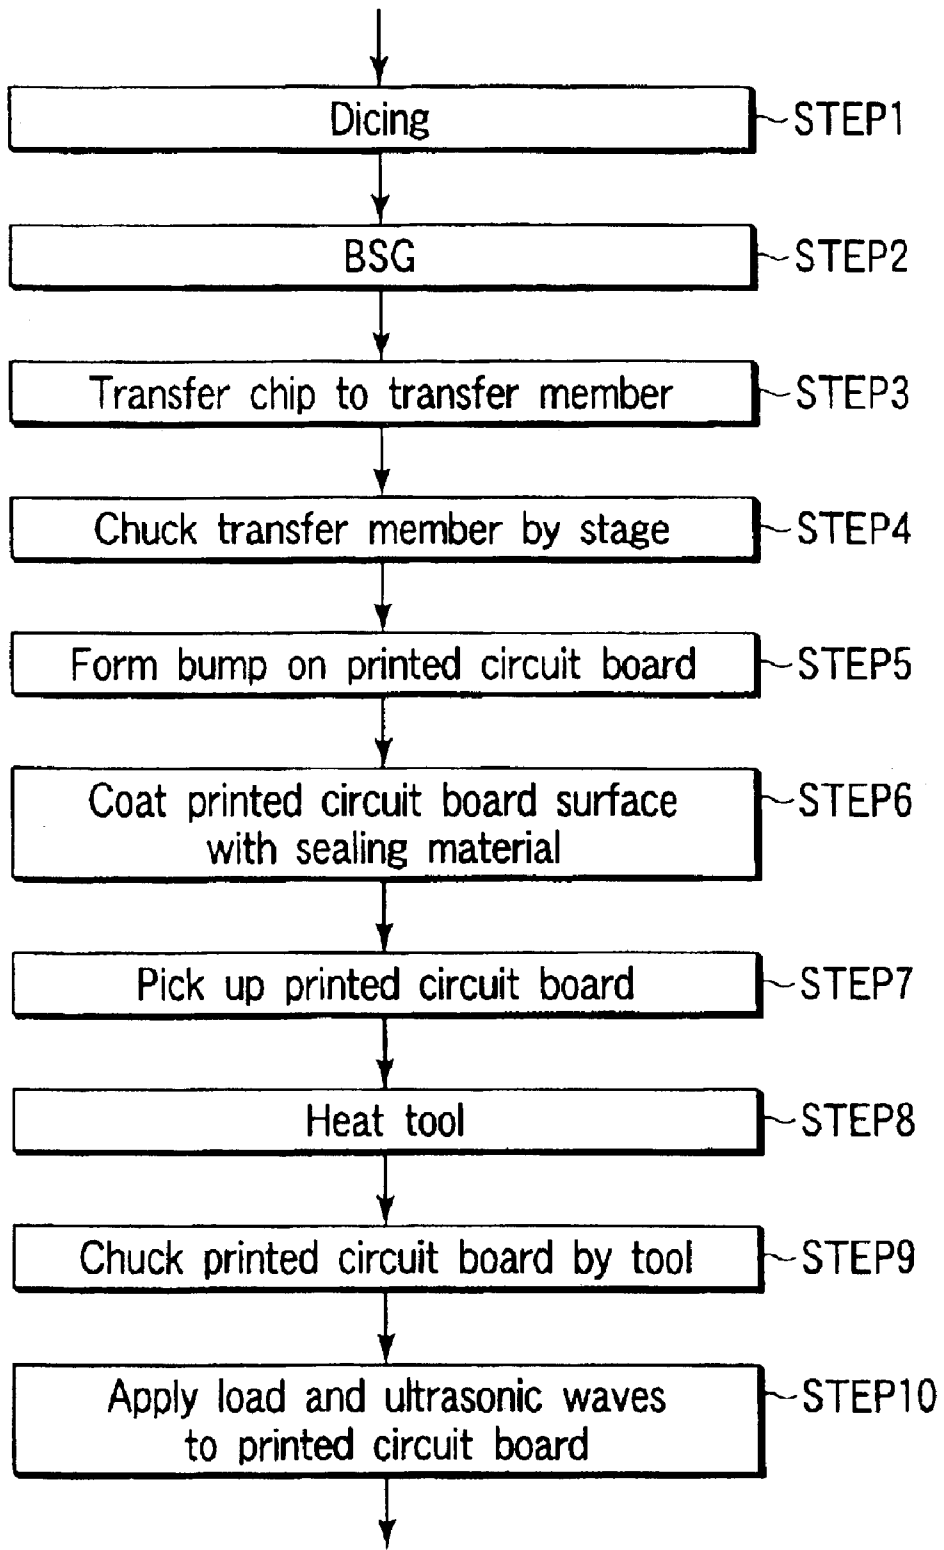 Dicing
STEP1
BSG
STEP2
Transfer chip to transfer member
STEP3
Chuck transfer member by stage
STEP4
Form bump on printed circuit board
STEP5
Coat printed circuit board surface
with sealing material
STEP6
Pick up printed circuit board
STEP7
Heat tool
STEP8
Chuck printed circuit board by tool
STEP9
Apply load and ultrasonic waves
to printed circuit board
STEP10